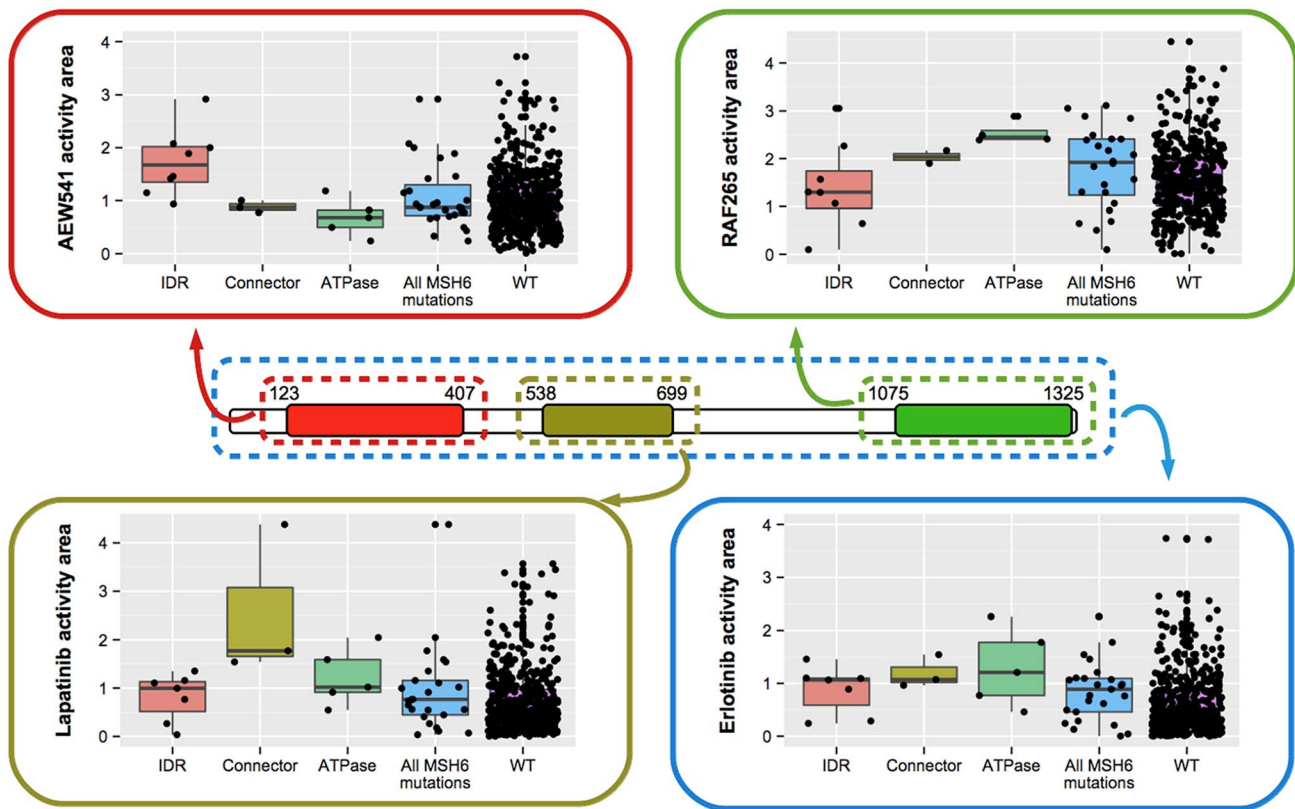 AEW541 activity area
4
3
2
1
0
IDR Connector ATPase All MSH6 WT
mutations
RAF265 activity area
4
3
2
1
0
IDR Connector ATPase All MSH6 WT
mutations
123 407 538 699 1075 1325
Lapatinib activity area
4
3
2
1
0
IDR Connector ATPase All MSH6 WT
mutations
Erlotinib activity area
4
3
2
1
0
IDR Connector ATPase All MSH6 WT
mutations